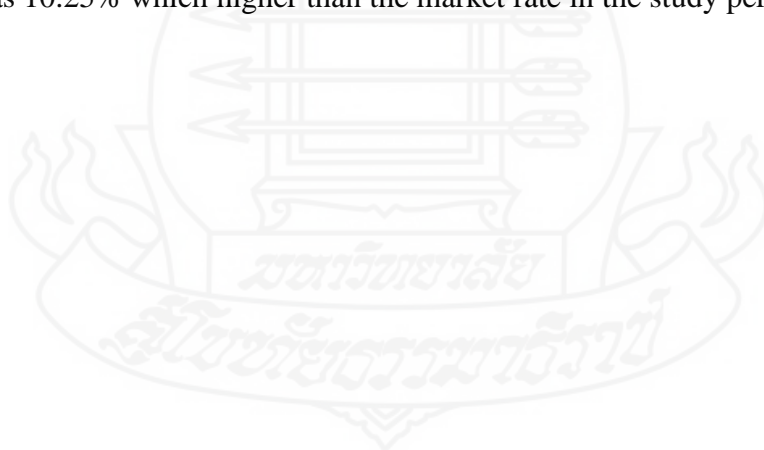 as 10.25% which higher than the market rate in the study per
มหาวิทยาลัย
สุโขทัยธรรมาธิราช